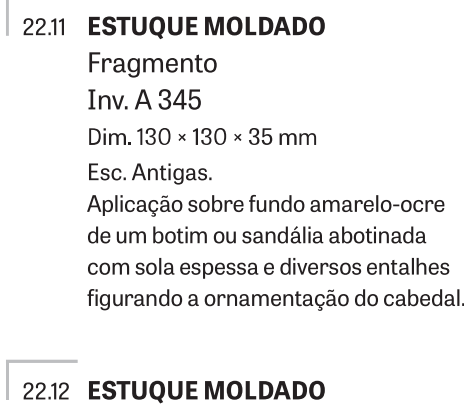 22.11 ESTUQUE MOLDADO
Fragmento
Inv. A 345
Dim. 130 × 130 × 35 mm
Esc. Antigas.
Aplicação sobre fundo amarelo-ocre
de um botim ou sandália abotinada
com sola espessa e diversos entalhes
figurando a ornamentação do cabedal.
22.12 ESTUQUE MOLDADO